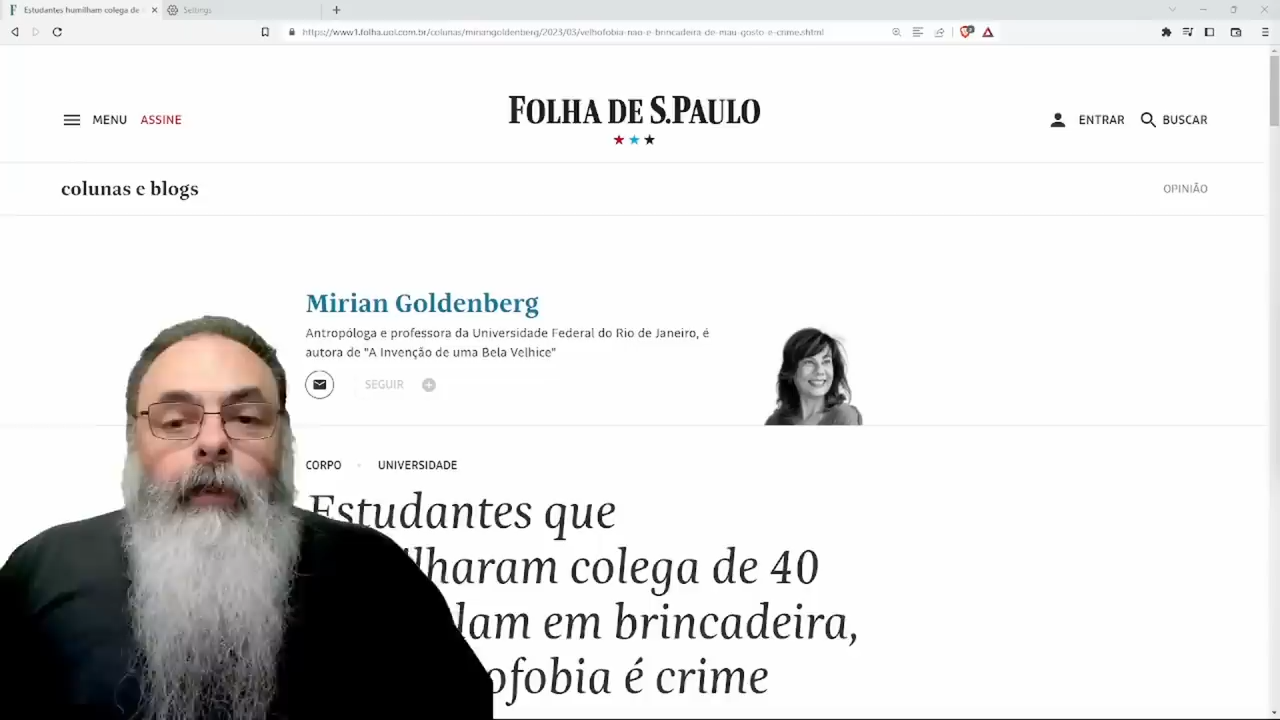 Estudantes humilham colega de
Settings
https://www1.folha.uol.com.br/colunas/miriangoldenberg/2023/03/velhofobia-nao-e-brincadeira-de-mau-gosto-e-crime.shtml
MENU ASSINE
FOLHA DE S.PAULO
ENTRAR BUSCAR
colunas e blogs
OPINIÃO
Mirian Goldenberg
Antropóloga e professora da Universidade Federal do Rio de Janeiro, é
autora de "A Invenção de uma Bela Velhice"
SEGUIR
CORPO UNIVERSIDADE
Estudantes que
lharam colega de 40
lam em brincadeira,
ofobia é crime